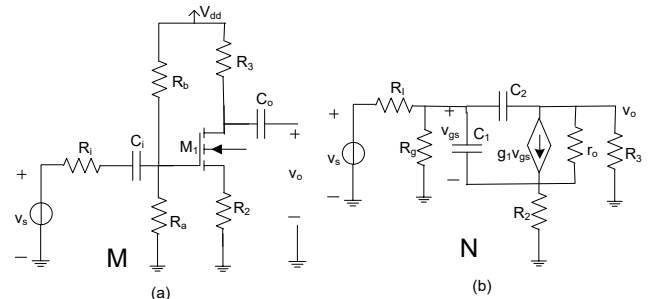 V_dd
R_3
R_b
C_o
R_i
C_i
M_1
+
+
v_s
v_o
R_a
R_2
−
−
M
(a)
R_I
C_2
+
+
v_gs
C_1
v_o
v_s
R_g
g_1v_gs
r_o
R_3
−
−
R_2
N
(b)